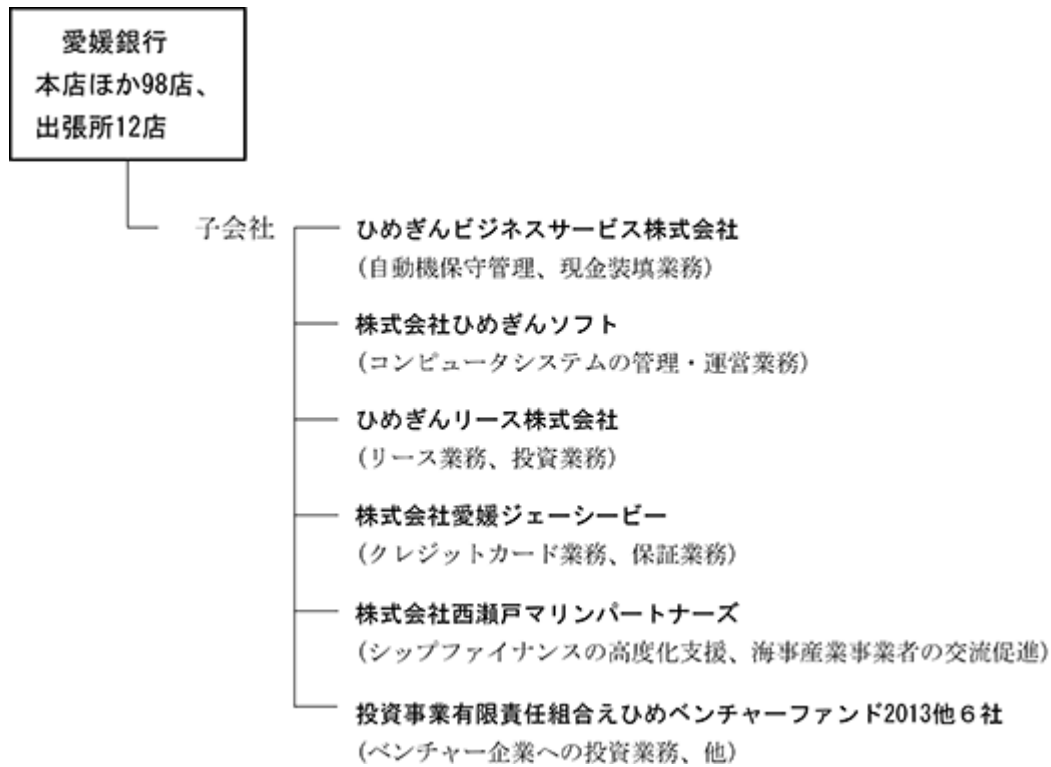 愛媛銀行
本店ほか98店、
出張所12店
子会社
ひめぎんビジネスサービス株式会社
(自動機保守管理、現金装填業務)
株式会社ひめぎんソフト
(コンピュータシステムの管理・運営業務)
ひめぎんリース株式会社
(リース業務、投資業務)
株式会社愛媛ジェーシービー
(クレジットカード業務、保証業務)
株式会社西瀬戸マリンパートナーズ
(シップファイナンスの高度化支援、海事産業事業者の交流促進)
投資事業有限責任組合えひめベンチャーファンド2013他６社
(ベンチャー企業への投資業務、他)